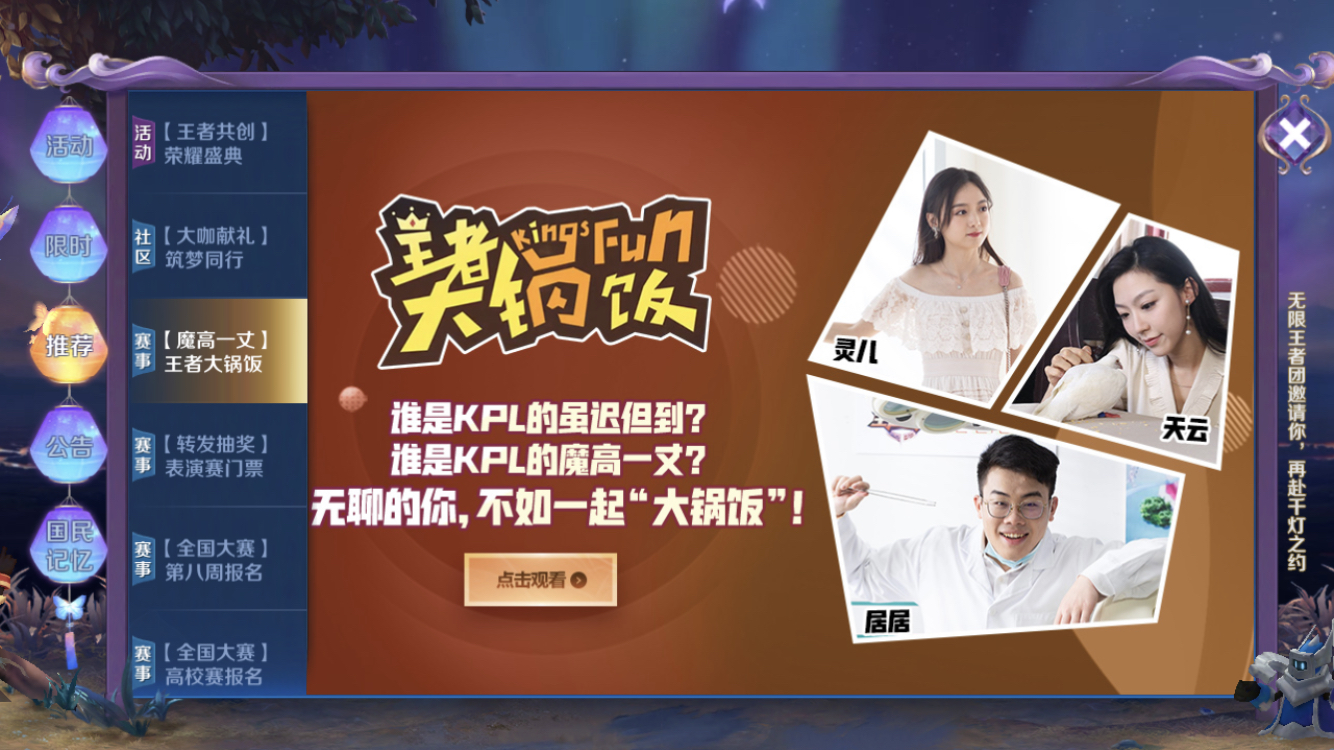 活动
限时
推荐
公告
国民
记忆
活动
【王者共创】
荣耀盛典
社区
【大咖献礼】
筑梦同行
赛事
【魔高一丈】
王者大锅饭
赛事
【转发抽奖】
表演赛门票
赛事
【全国大赛】
第八周报名
赛事
【全国大赛】
高校赛报名
王者 Kings Fun
大锅饭
谁是KPL的虽迟但到?
谁是KPL的魔高一丈?
无聊的你,不如一起“大锅饭”!
点击观看
灵儿
天云
居居
无限王者团邀请你,再赴千灯之约